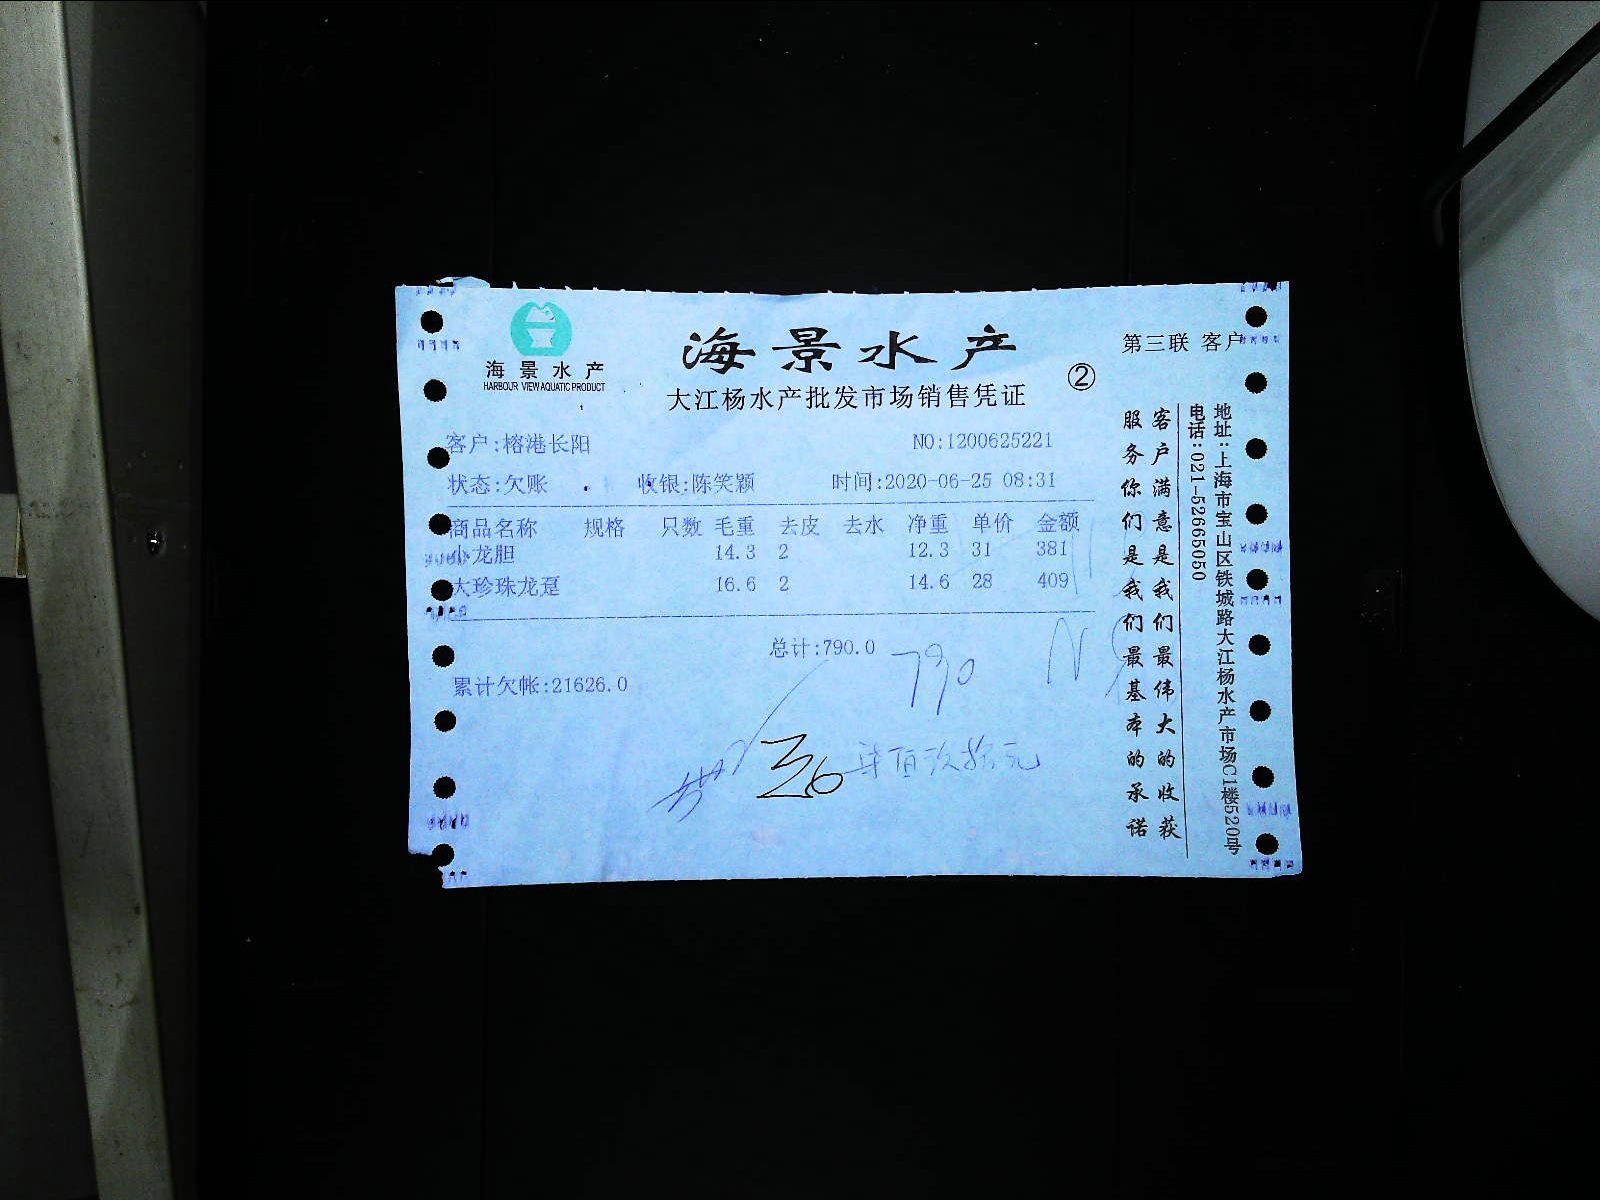 海景水产
HARBOUR VIEW AQUATIC PRODUCT
海景水产
第三联 客户
②
大江杨水产批发市场销售凭证
客户:榕港长阳 NO:1200625221
状态:欠账 收银:陈笑颖 时间:2020-06-25 08:31
商品名称 规格 只数 毛重 去皮 去水 净重 单价 金额
小龙胆 14.3 2 12.3 31 381
大珍珠龙趸 16.6 2 14.6 28 409
总计:790.0
790
累计欠帐:21626.0
柒佰玖拾元
客户满意是我们最伟大的收获
服务你们是我们最基本的承诺
地址:上海市宝山区铁城路大江杨水产市场C1楼520号
电话:021-52665050